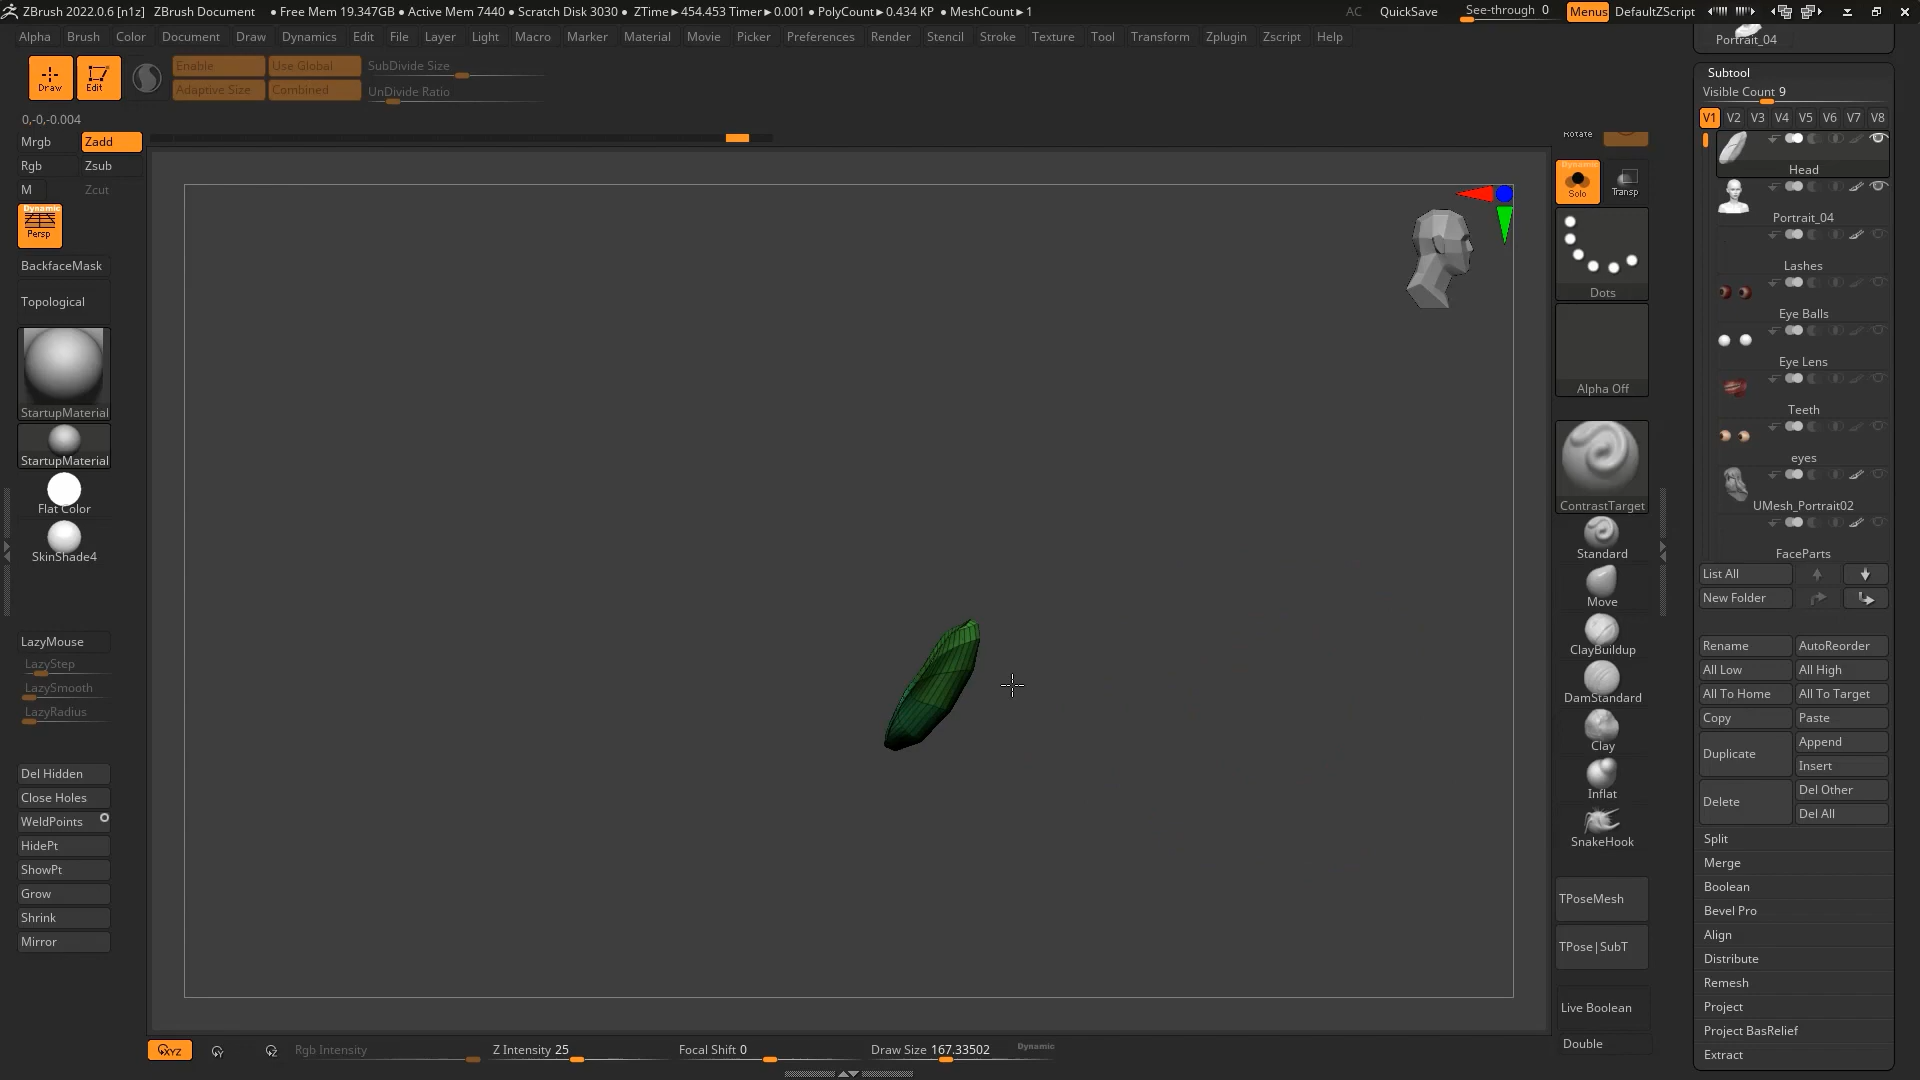 ZBrush 2022.0.6 [n1z] ZBrush Document ● Free Mem 19.347GB ● Active Mem 7440 ● Scratch Disk 3030 ● ZTime►454.453 Timer►0.001 ● PolyCount►0.434 KP ● MeshCount►1 AC QuickSave See-through 0 Menus DefaultZScript
Alpha Brush Color Document Draw Dynamics Edit File Layer Light Macro Marker Material Movie Picker Preferences Render Stencil Stroke Texture Tool Transform Zplugin Zscript Help
Portrait_04
Draw Edit Enable Use Global SubDivide Size
Adaptive Size Combined UnDivide Ratio
0,-0,-0.004
Mrgb Zadd
Rgb Zsub
M Zcut
Dynamic
Persp
BackfaceMask
Topological
StartupMaterial
StartupMaterial
Flat Color
SkinShade4
LazyMouse
LazyStep
LazySmooth
LazyRadius
Del Hidden
Close Holes
WeldPoints
HidePt
ShowPt
Grow
Shrink
Mirror
XYZ Y Z Rgb Intensity Z Intensity 25 Focal Shift 0 Draw Size 167.33502 Dynamic
Rotate
Dynamic
Solo Transp
Dots
Alpha Off
ContrastTarget
Standard
Move
ClayBuildup
DamStandard
Clay
Inflat
SnakeHook
TPoseMesh
TPose|SubT
Live Boolean
Double
Subtool
Visible Count 9
V1 V2 V3 V4 V5 V6 V7 V8
Head
Portrait_04
Lashes
Eye Balls
Eye Lens
Teeth
eyes
UMesh_Portrait02
FaceParts
List All
New Folder
Rename AutoReorder
All Low All High
All To Home All To Target
Copy Paste
Duplicate Append
Insert
Delete Del Other
Del All
Split
Merge
Boolean
Bevel Pro
Align
Distribute
Remesh
Project
Project BasRelief
Extract